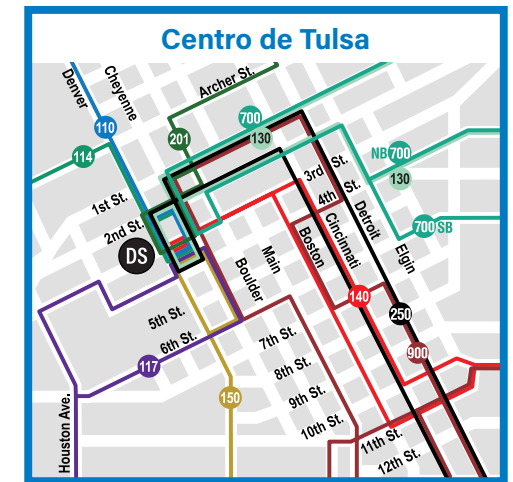 Centro de Tulsa
Denver
Cheyenne
Archer St.
110
700
130
201
114
NB 700
130
3rd St.
4th St.
1st St.
2nd St.
DS
700 SB
Main
Boulder
Boston
Cincinnati
Detroit
Elgin
140
250
900
5th St.
6th St.
117
150
7th St.
8th St.
9th St.
10th St.
11th St.
12th St.
Houston Ave.